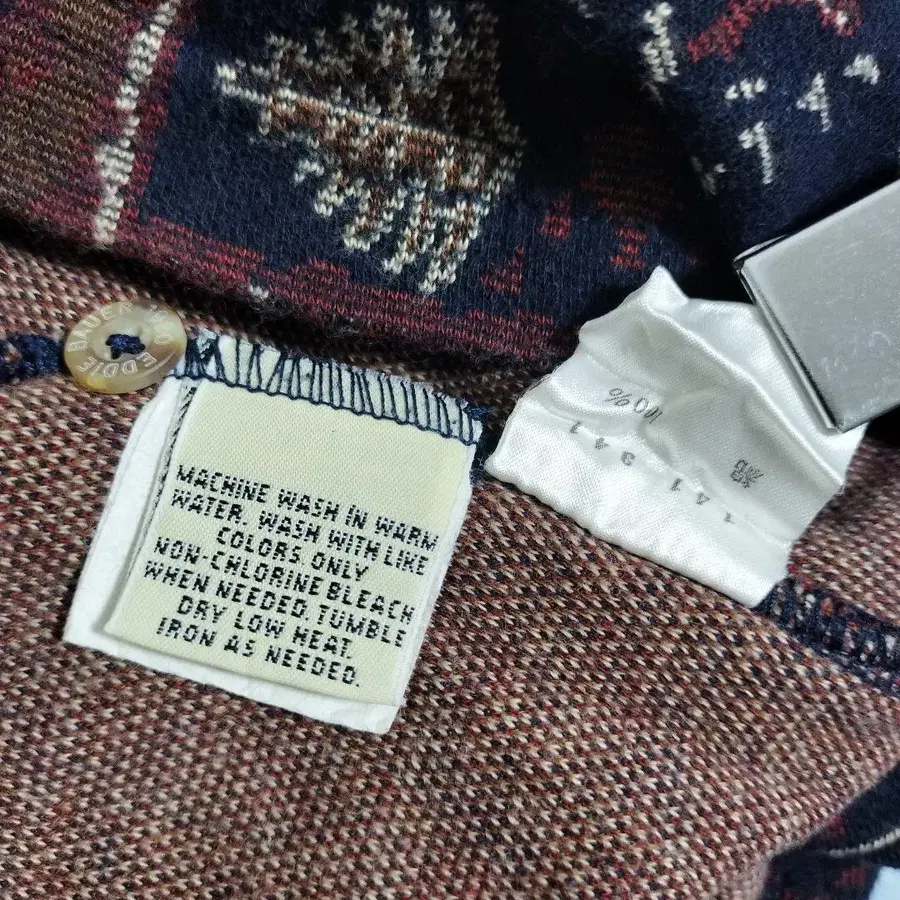 EDDIE BAUER
MACHINE WASH IN WARM
WATER. WASH WITH LIKE
COLORS. ONLY
NON-CHLORINE BLEACH
WHEN NEEDED. TUMBLE
DRY LOW HEAT.
IRON AS NEEDED.
100%